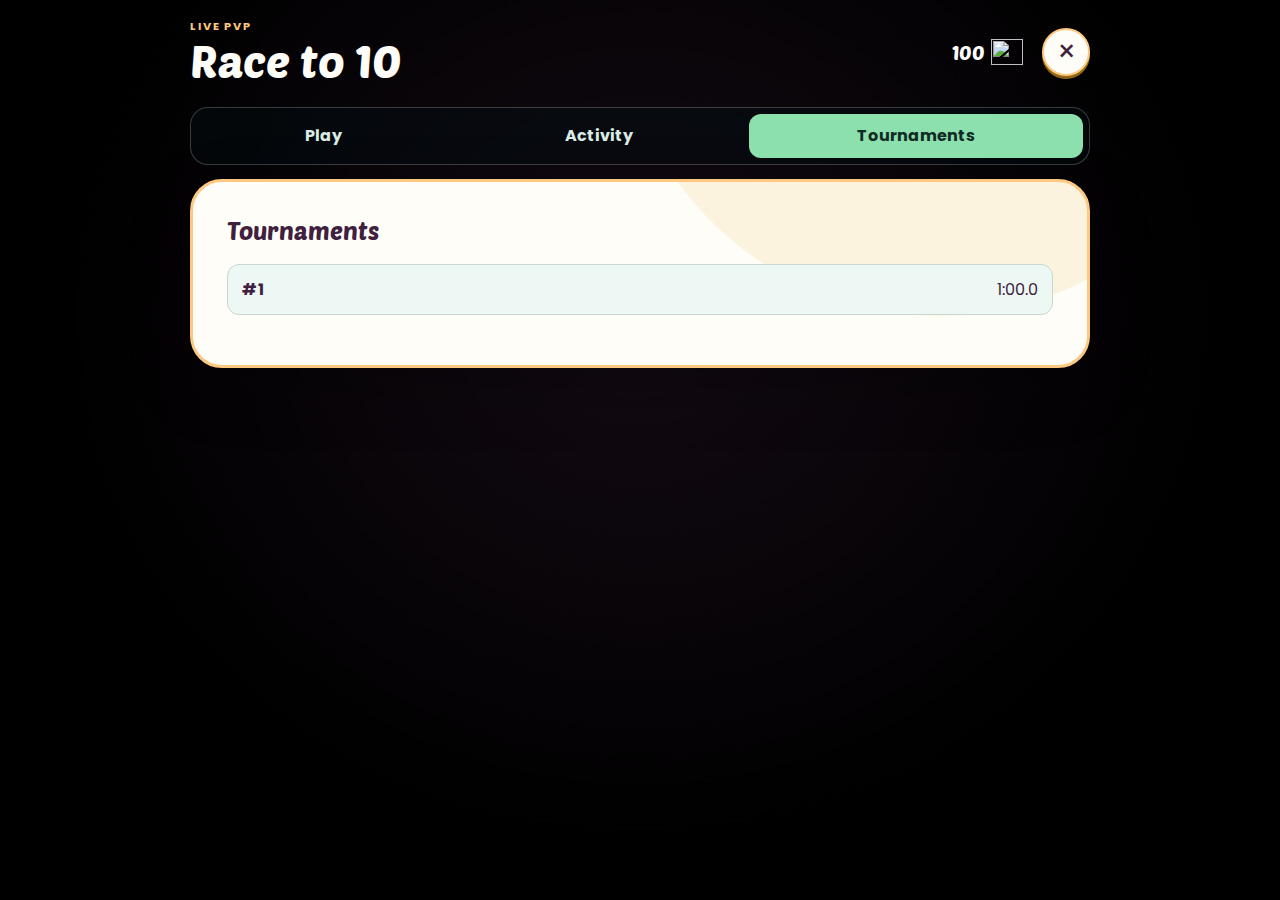 LIVE PVP
Race to 10
100
×
Play
Activity
Tournaments
Tournaments
#1
1:00.0